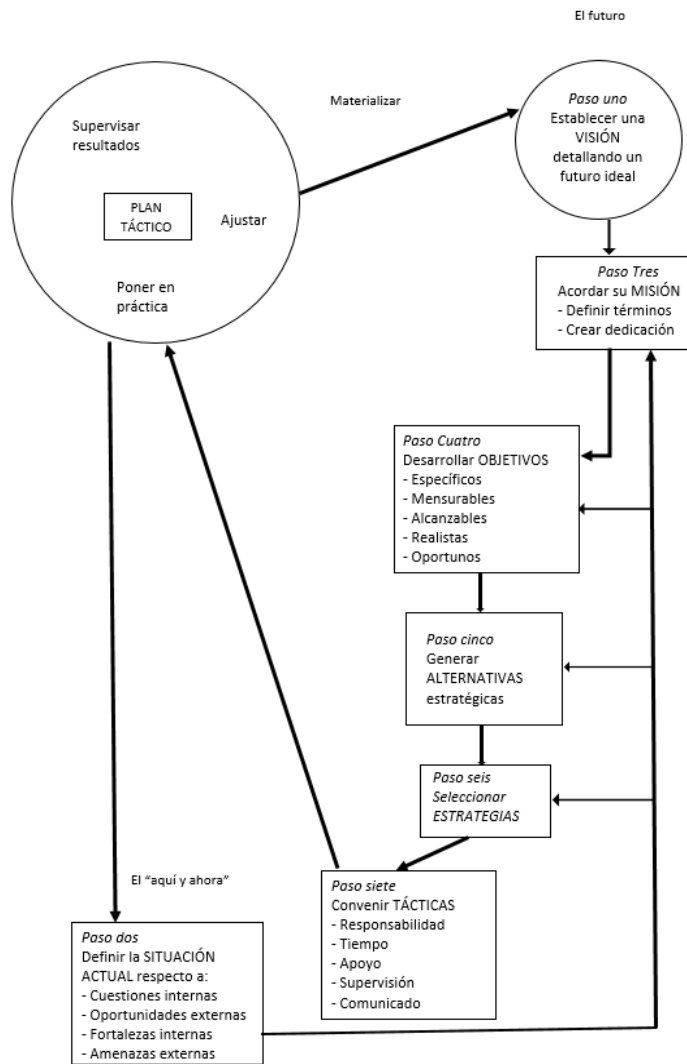 El futuro
Materializar
Paso uno
Establecer una
VISIÓN
detallando un
futuro ideal
Supervisar
resultados
PLAN
TÁCTICO
Ajustar
Poner en
práctica
Paso Tres
Acordar su MISIÓN
- Definir términos
- Crear dedicación
Paso Cuatro
Desarrollar OBJETIVOS
- Específicos
- Mensurables
- Alcanzables
- Realistas
- Oportunos
Paso cinco
Generar
ALTERNATIVAS
estratégicas
Paso seis
Seleccionar
ESTRATEGIAS
Paso siete
Convenir TÁCTICAS
- Responsabilidad
- Tiempo
- Apoyo
- Supervisión
- Comunicado
El “aquí y ahora”
Paso dos
Definir la SITUACIÓN
ACTUAL respecto a:
- Cuestiones internas
- Oportunidades externas
- Fortalezas internas
- Amenazas externas